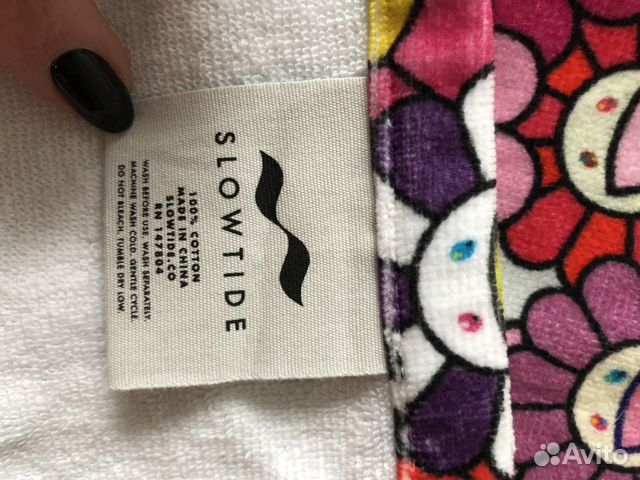 SLOWTIDE
100% COTTON
MADE IN CHINA
SLOWTIDE.CO
RN 147804
WASH BEFORE USE. WASH SEPARATELY.
MACHINE WASH COLD. GENTLE CYCLE.
DO NOT BLEACH. TUMBLE DRY LOW.
Avito